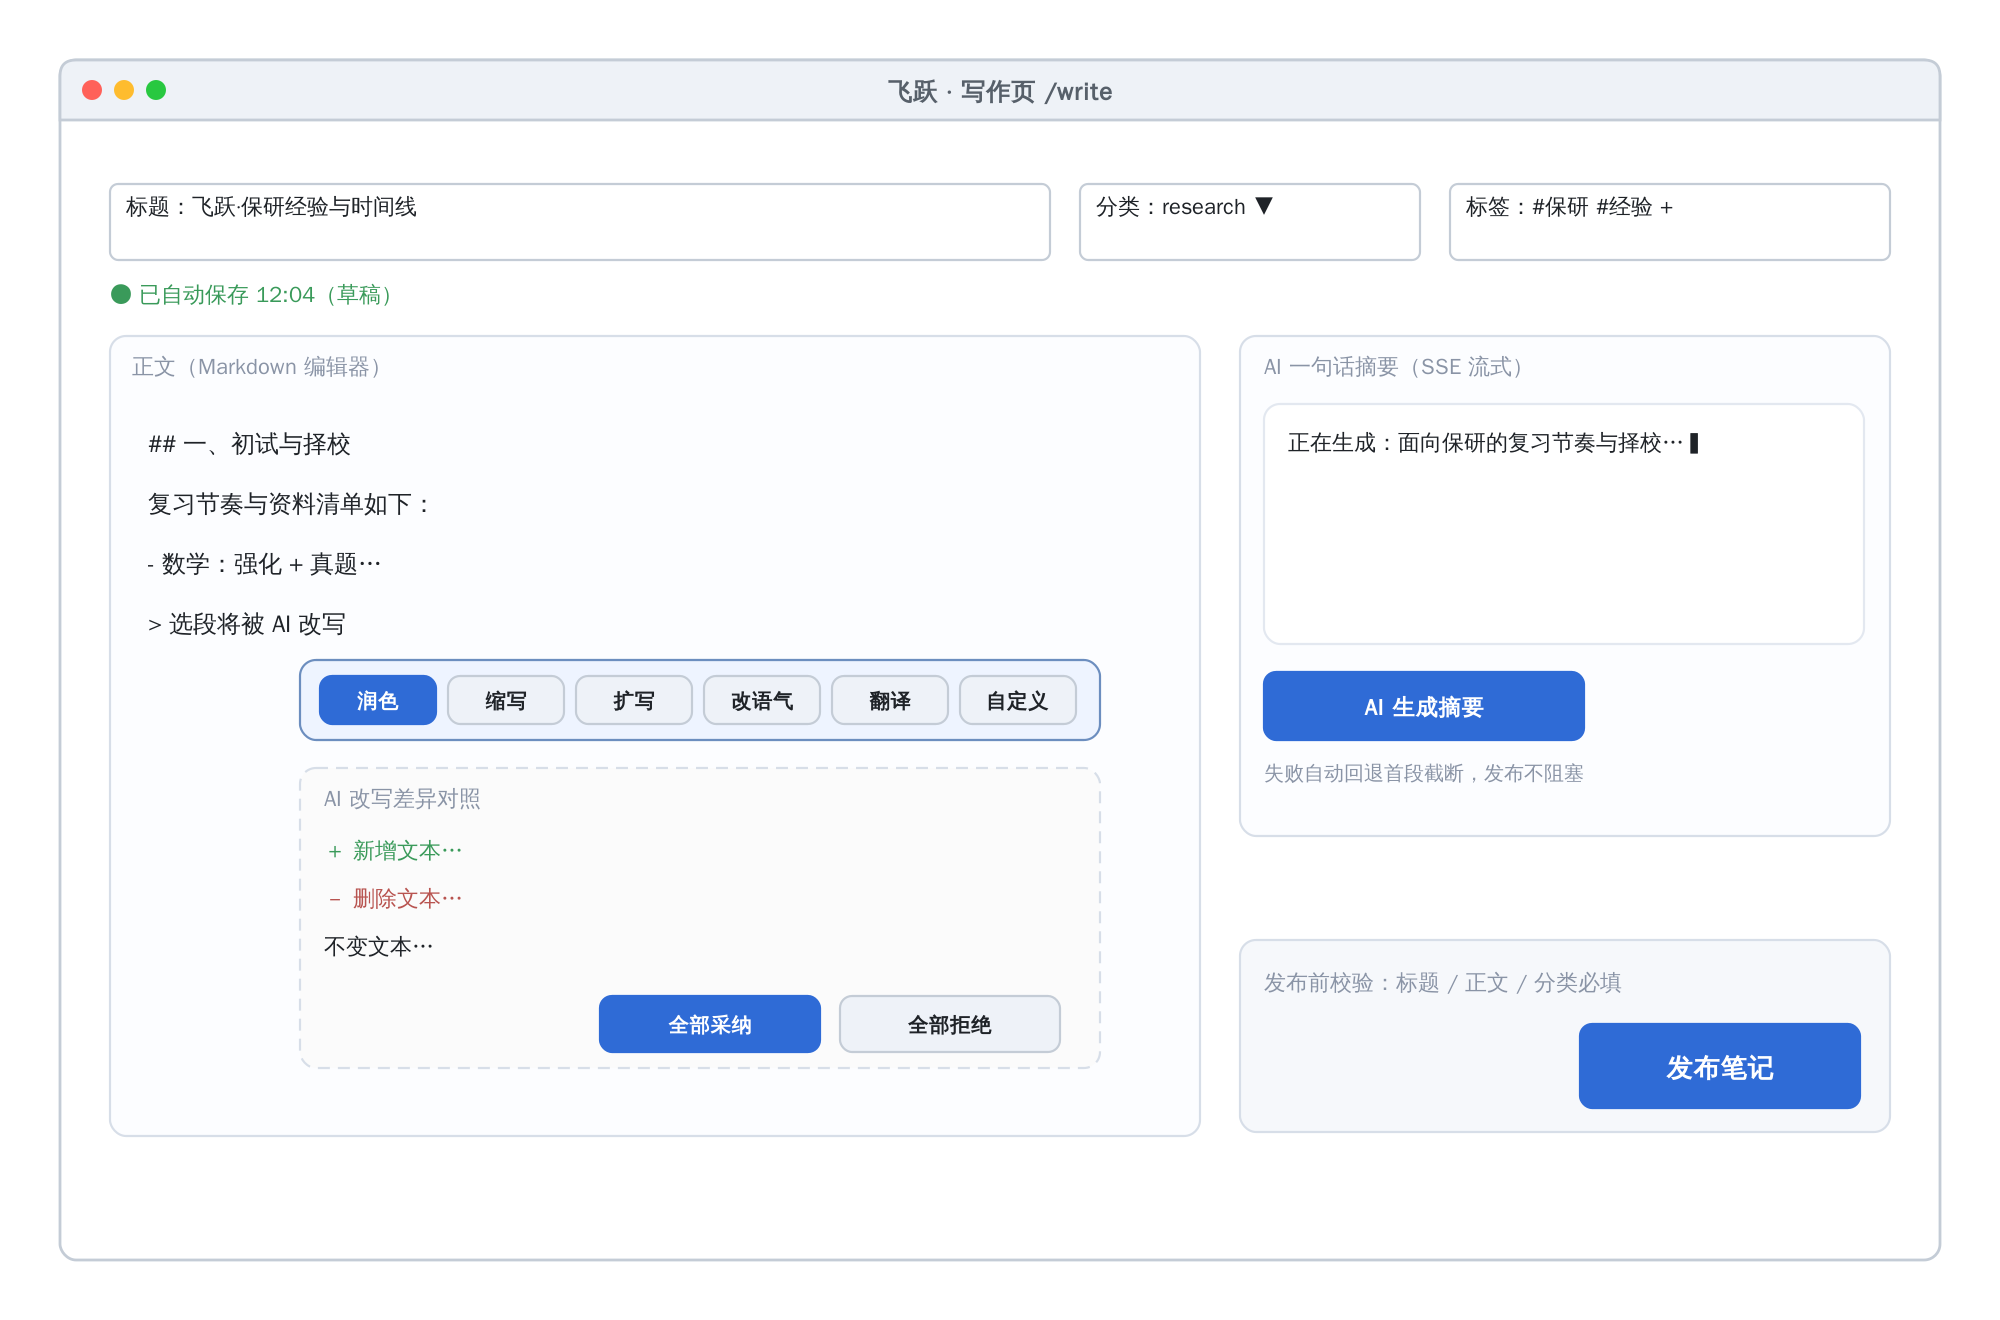 飞跃 · 写作页 /write
标题：飞跃·保研经验与时间线
分类：research ▼
标签：#保研 #经验 +
已自动保存 12:04（草稿）
正文（Markdown 编辑器）
## 一、初试与择校
复习节奏与资料清单如下：
- 数学：强化 + 真题…
> 选段将被 AI 改写
润色
缩写
扩写
改语气
翻译
自定义
AI 改写差异对照
+ 新增文本…
− 删除文本…
不变文本…
全部采纳
全部拒绝
AI 一句话摘要（SSE 流式）
正在生成：面向保研的复习节奏与择校…
AI 生成摘要
失败自动回退首段截断，发布不阻塞
发布前校验：标题 / 正文 / 分类必填
发布笔记